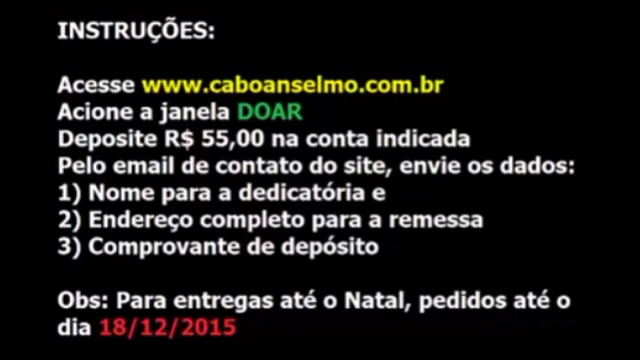 INSTRUÇÕES:
Acesse www.caboanselmo.com.br
Acione a janela DOAR
Deposite R$ 55,00 na conta indicada
Pelo email de contato do site, envie os dados:
1) Nome para a dedicatória e
2) Endereço completo para a remessa
3) Comprovante de depósito
Obs: Para entregas até o Natal, pedidos até o
dia 18/12/2015